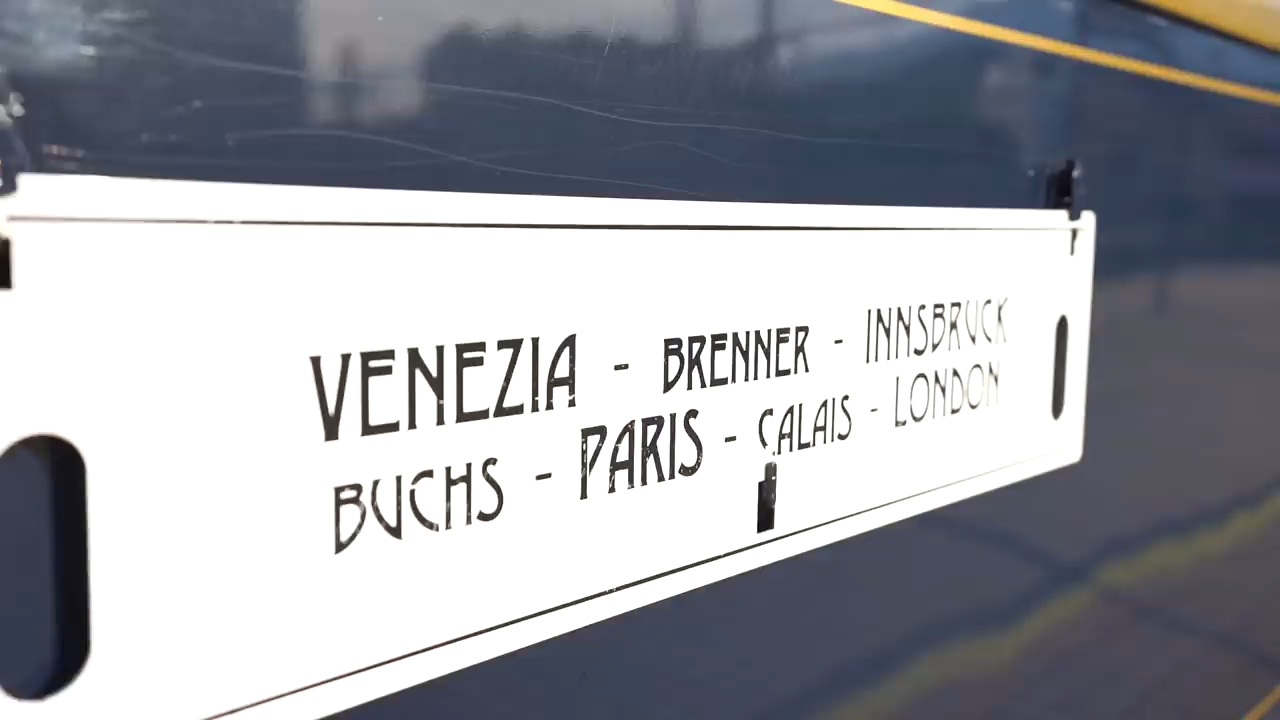 VENEZIA - BRENNER - INNSBRUCK
BUCHS - PARIS - CALAIS - LONDON